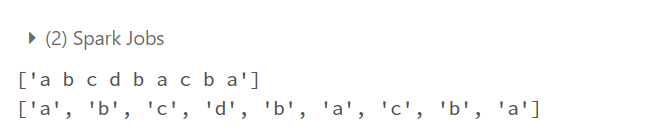 (2) Spark Jobs
['a b c d b a c b a']
['a', 'b', 'c', 'd', 'b', 'a', 'c', 'b', 'a']